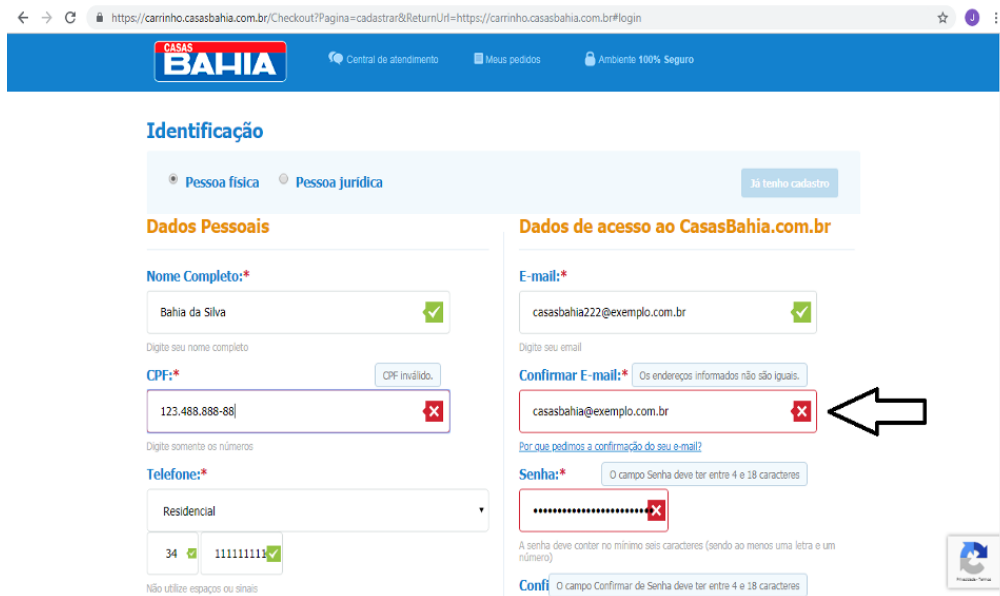 https://carrinho.casasbahia.com.br/Checkout?Pagina=cadastrar&ReturnUrl=https://carrinho.casasbahia.com.br#login
J
CASAS
BAHIA
Central de atendimento
Meus pedidos
Ambiente 100% Seguro
Identificação
Pessoa física
Pessoa jurídica
Já tenho cadastro
Dados Pessoais
Nome Completo:*
Bahia da Silva
Digite seu nome completo
CPF:*
CPF inválido.
123.488.888-88
Digite somente os números
Telefone:*
Residencial
34
111111111
Não utilize espaços ou sinais
Dados de acesso ao CasasBahia.com.br
E-mail:*
casasbahia222@exemplo.com.br
Digite seu email
Confirmar E-mail:*
Os endereços informados não são iguais.
casasbahia@exemplo.com.br
Por que pedimos a confirmação do seu e-mail?
Senha:*
O campo Senha deve ter entre 4 e 18 caracteres
A senha deve conter no mínimo seis caracteres (sendo ao menos uma letra e um
número)
Confi
O campo Confirmar de Senha deve ter entre 4 e 18 caracteres
Privacidade - Termos